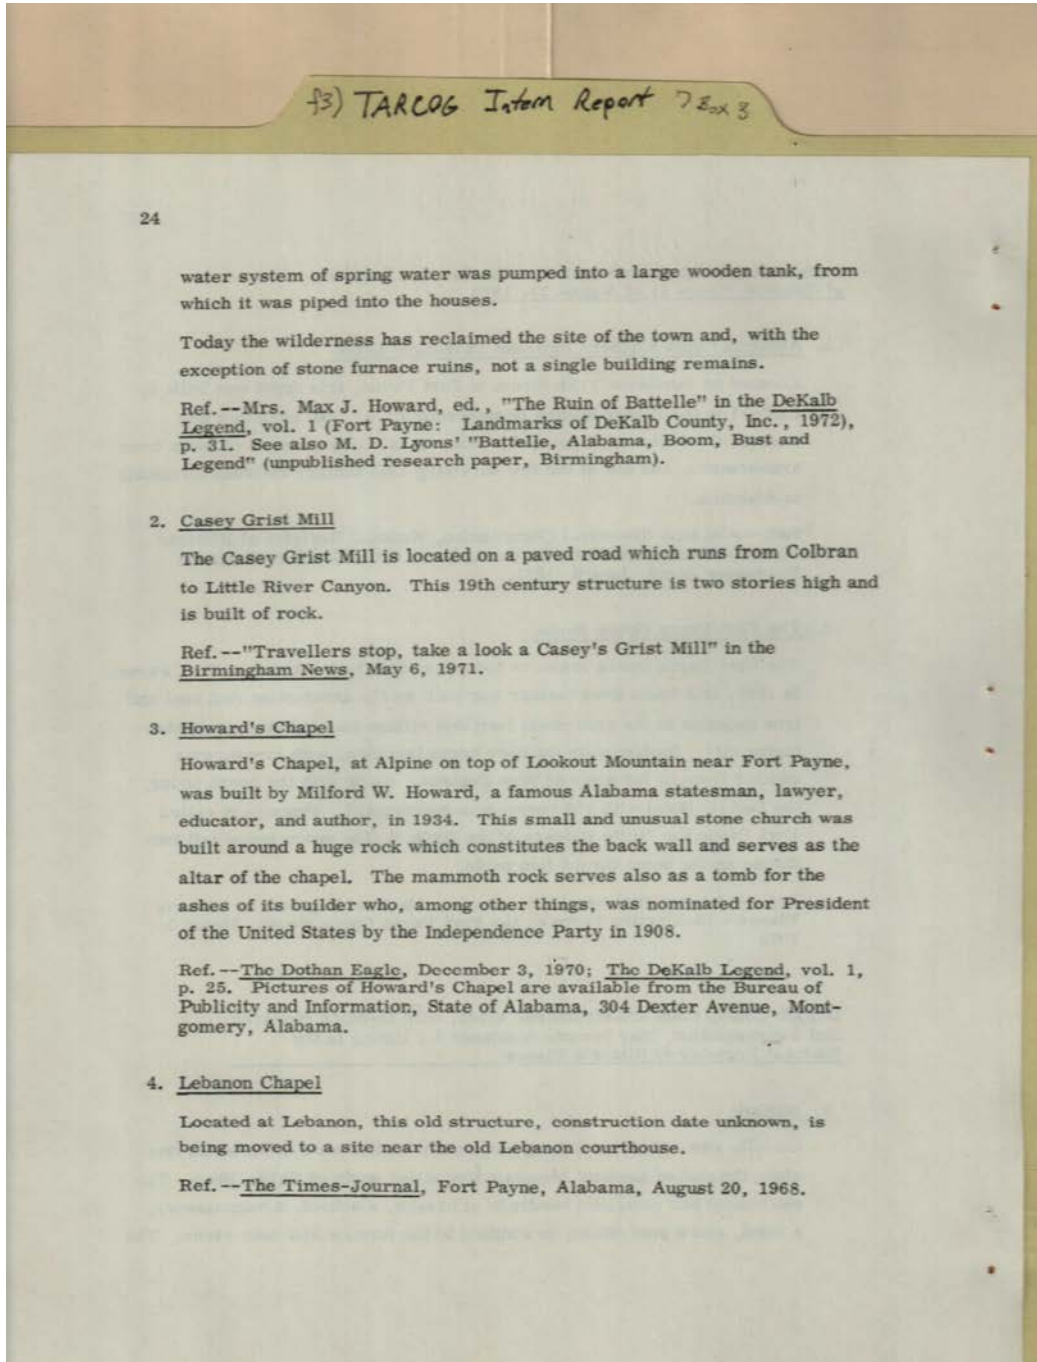 f3) TARCOG Intern Report > Box 3
24
water system of spring water was pumped into a large wooden tank, from
which it was piped into the houses.
Today the wilderness has reclaimed the site of the town and, with the
exception of stone furnace ruins, not a single building remains.
Ref.--Mrs. Max J. Howard, ed., "The Ruin of Battelle" in the DeKalb
Legend, vol. 1 (Fort Payne: Landmarks of DeKalb County, Inc., 1972),
p. 31. See also M. D. Lyons' "Battelle, Alabama, Boom, Bust and
Legend" (unpublished research paper, Birmingham).
2. Casey Grist Mill
The Casey Grist Mill is located on a paved road which runs from Colbran
to Little River Canyon. This 19th century structure is two stories high and
is built of rock.
Ref.--"Travellers stop, take a look a Casey's Grist Mill" in the
Birmingham News, May 6, 1971.
3. Howard's Chapel
Howard's Chapel, at Alpine on top of Lookout Mountain near Fort Payne,
was built by Milford W. Howard, a famous Alabama statesman, lawyer,
educator, and author, in 1934. This small and unusual stone church was
built around a huge rock which constitutes the back wall and serves as the
altar of the chapel. The mammoth rock serves also as a tomb for the
ashes of its builder who, among other things, was nominated for President
of the United States by the Independence Party in 1908.
Ref.--The Dothan Eagle, December 3, 1970; The DeKalb Legend, vol. 1,
p. 25. Pictures of Howard's Chapel are available from the Bureau of
Publicity and Information, State of Alabama, 304 Dexter Avenue, Mont-
gomery, Alabama.
4. Lebanon Chapel
Located at Lebanon, this old structure, construction date unknown, is
being moved to a site near the old Lebanon courthouse.
Ref.--The Times-Journal, Fort Payne, Alabama, August 20, 1968.